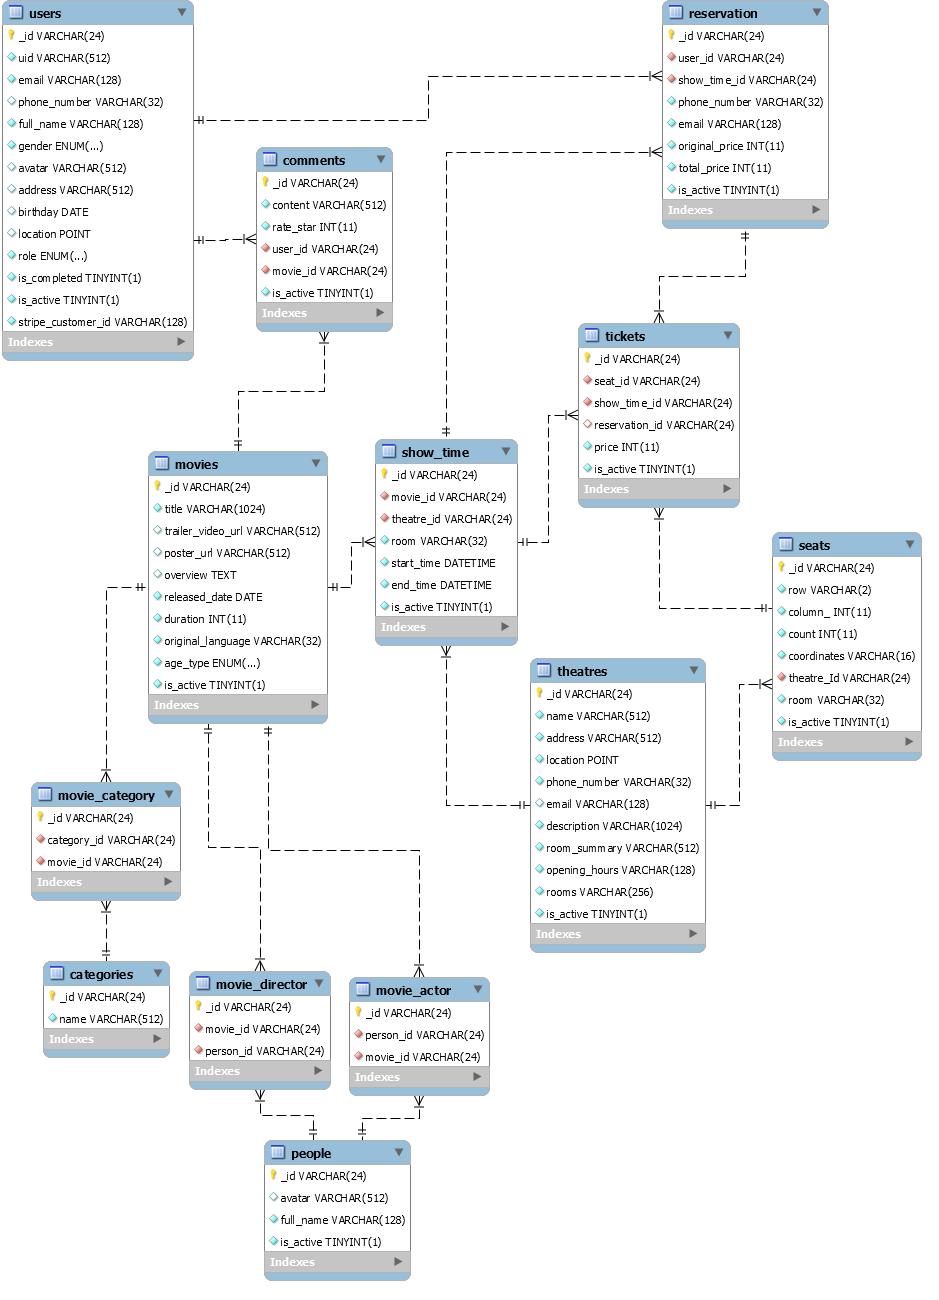 users
_id VARCHAR(24)
uid VARCHAR(512)
email VARCHAR(128)
phone_number VARCHAR(32)
full_name VARCHAR(128)
gender ENUM(...)
avatar VARCHAR(512)
address VARCHAR(512)
birthday DATE
location POINT
role ENUM(...)
is_completed TINYINT(1)
is_active TINYINT(1)
stripe_customer_id VARCHAR(128)
Indexes
reservation
_id VARCHAR(24)
user_id VARCHAR(24)
show_time_id VARCHAR(24)
phone_number VARCHAR(32)
email VARCHAR(128)
original_price INT(11)
total_price INT(11)
is_active TINYINT(1)
Indexes
comments
_id VARCHAR(24)
content VARCHAR(512)
rate_star INT(11)
user_id VARCHAR(24)
movie_id VARCHAR(24)
is_active TINYINT(1)
Indexes
tickets
_id VARCHAR(24)
seat_id VARCHAR(24)
show_time_id VARCHAR(24)
reservation_id VARCHAR(24)
price INT(11)
is_active TINYINT(1)
Indexes
movies
_id VARCHAR(24)
title VARCHAR(1024)
trailer_video_url VARCHAR(512)
poster_url VARCHAR(512)
overview TEXT
released_date DATE
duration INT(11)
original_language VARCHAR(32)
age_type ENUM(...)
is_active TINYINT(1)
Indexes
show_time
_id VARCHAR(24)
movie_id VARCHAR(24)
theatre_id VARCHAR(24)
room VARCHAR(32)
start_time DATETIME
end_time DATETIME
is_active TINYINT(1)
Indexes
seats
_id VARCHAR(24)
row VARCHAR(2)
column_ INT(11)
count INT(11)
coordinates VARCHAR(16)
theatre_Id VARCHAR(24)
room VARCHAR(32)
is_active TINYINT(1)
Indexes
theatres
_id VARCHAR(24)
name VARCHAR(512)
address VARCHAR(512)
location POINT
phone_number VARCHAR(32)
email VARCHAR(128)
description VARCHAR(1024)
room_summary VARCHAR(512)
opening_hours VARCHAR(128)
rooms VARCHAR(256)
is_active TINYINT(1)
Indexes
movie_category
_id VARCHAR(24)
category_id VARCHAR(24)
movie_id VARCHAR(24)
Indexes
categories
_id VARCHAR(24)
name VARCHAR(512)
Indexes
movie_director
_id VARCHAR(24)
movie_id VARCHAR(24)
person_id VARCHAR(24)
Indexes
movie_actor
_id VARCHAR(24)
person_id VARCHAR(24)
movie_id VARCHAR(24)
Indexes
people
_id VARCHAR(24)
avatar VARCHAR(512)
full_name VARCHAR(128)
is_active TINYINT(1)
Indexes